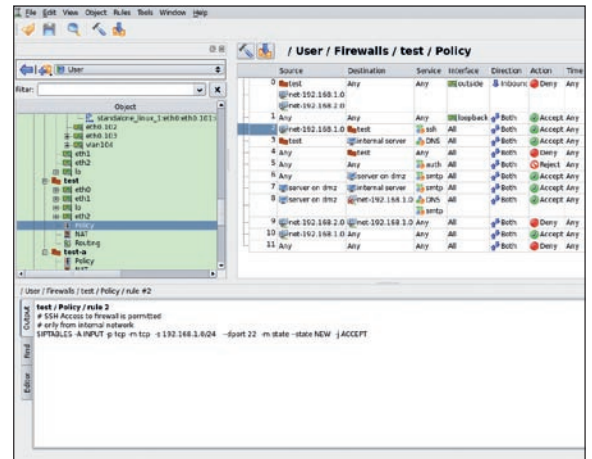 File Edit View Object Rules Tools Window Help
/ User / Firewalls / test / Policy
User
Filter:
Object
standalone_linux_1:eth0:eth0.101:
eth0.102
eth0.103
vlan104
eth1
eth2
lo
test
eth0
eth1
lo
eth2
Policy
NAT
Routing
test-a
Policy
NAT
Source Destination Service Interface Direction Action Time
0 test Any Any outside Inbound Deny Any
net-192.168.1.0
net-192.168.2.0
1 Any Any Any loopback Both Accept Any
2 net-192.168.1.0 test ssh All Both Accept Any
3 test internal server DNS All Both Accept Any
4 Any test Any All Both Deny Any
5 Any Any auth All Both Reject Any
6 Any server on dmz smtp All Both Accept Any
7 server on dmz internal server smtp All Both Accept Any
8 server on dmz net-192.168.1.0 DNS All Both Accept Any
smtp
9 net-192.168.2.0 net-192.168.1.0 Any All Both Deny Any
10 net-192.168.1.0 Any Any All Both Accept Any
11 Any Any Any All Both Deny Any
/ User / Firewalls / test / Policy / rule #2
Output
Find
Editor
test / Policy / rule 2
# SSH Access to firewall is permitted
# only from internal network
$IPTABLES -A INPUT -p tcp -m tcp -s 192.168.1.0/24 --dport 22 -m state --state NEW -j ACCEPT